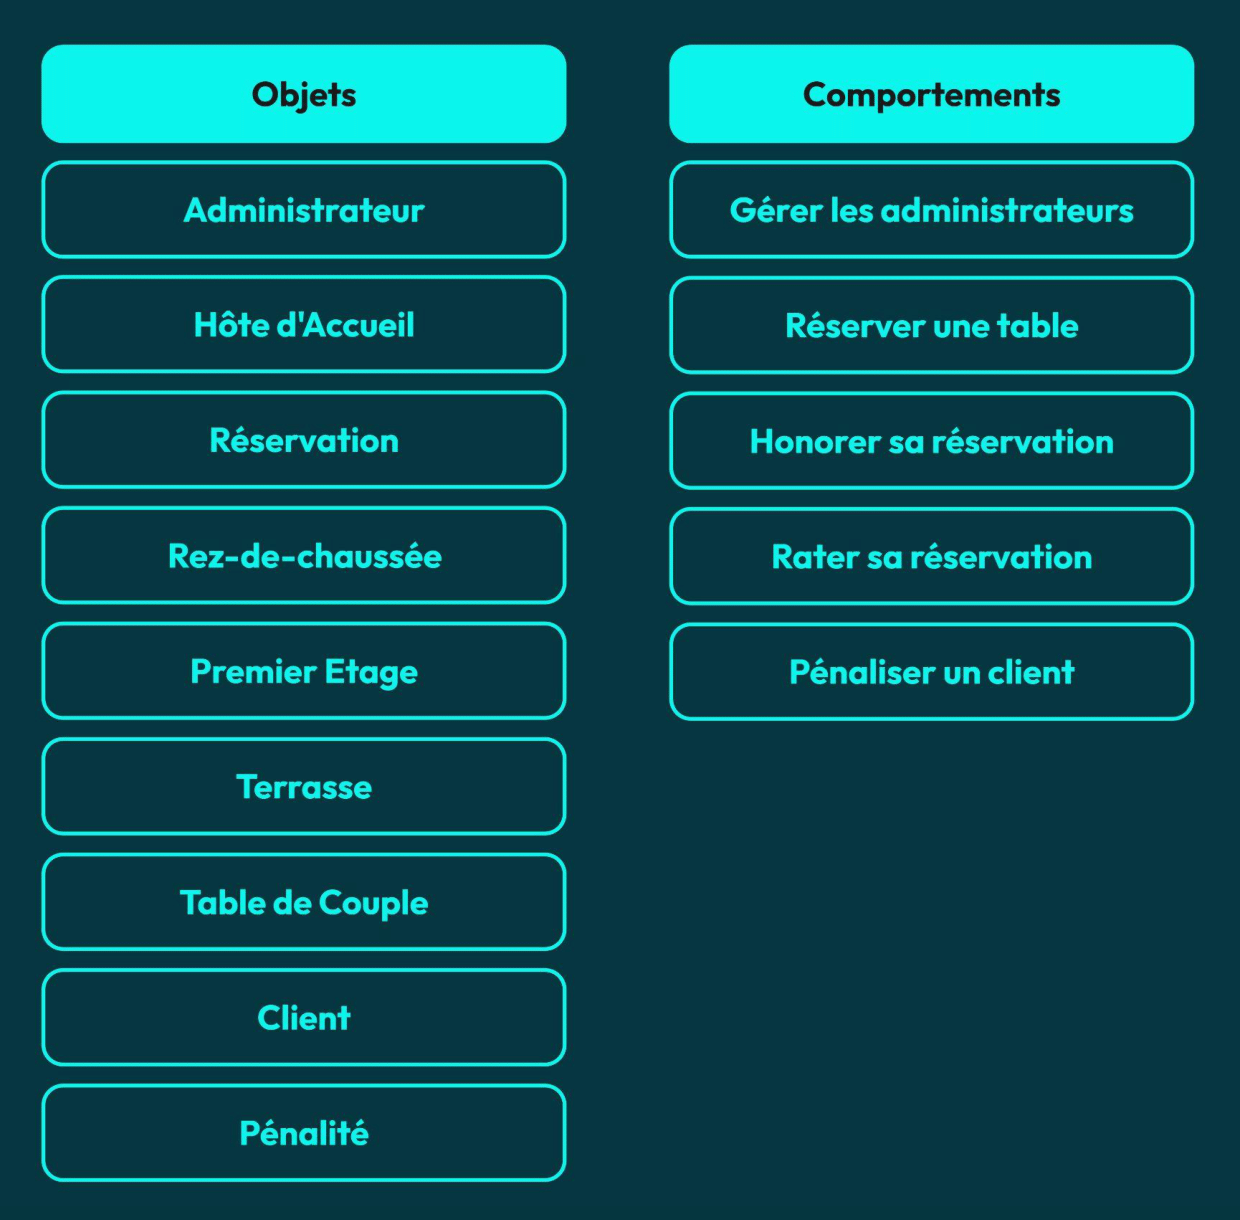 Objets
Administrateur
Hôte d'Accueil
Réservation
Rez-de-chaussée
Premier Etage
Terrasse
Table de Couple
Client
Pénalité
Comportements
Gérer les administrateurs
Réserver une table
Honorer sa réservation
Rater sa réservation
Pénaliser un client